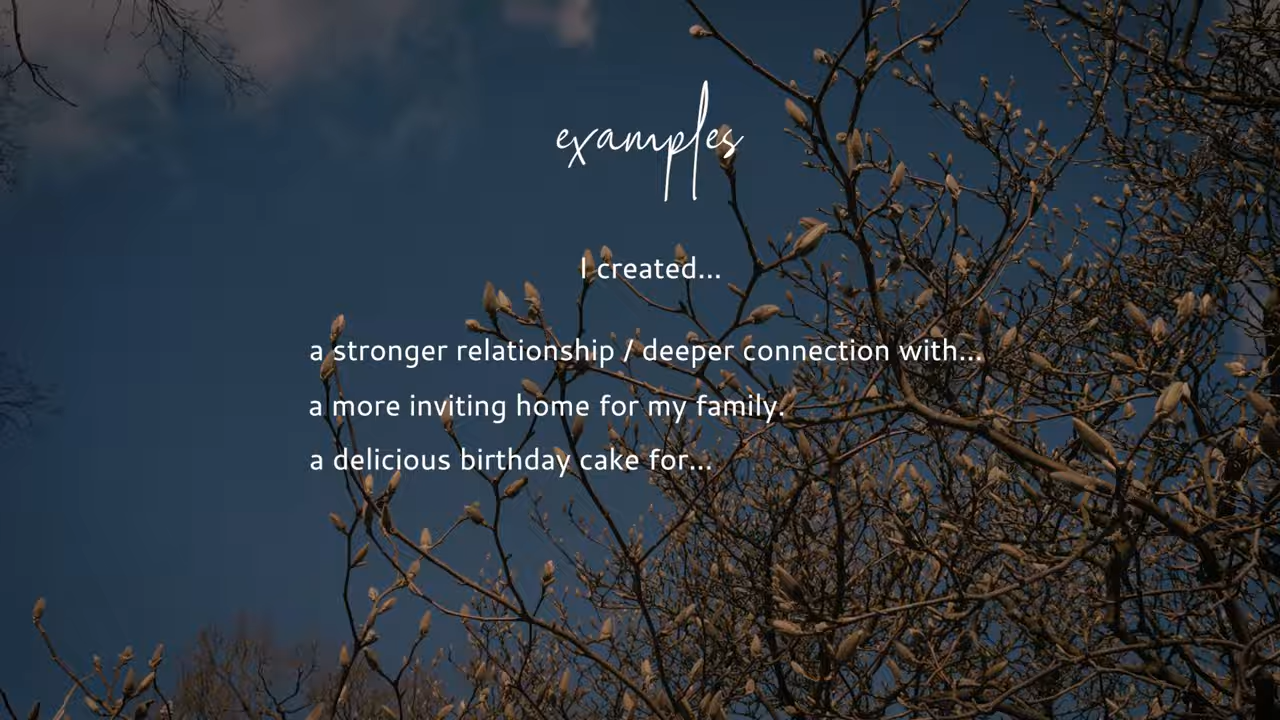 examples
I created...
a stronger relationship / deeper connection with...
a more inviting home for my family.
a delicious birthday cake for...